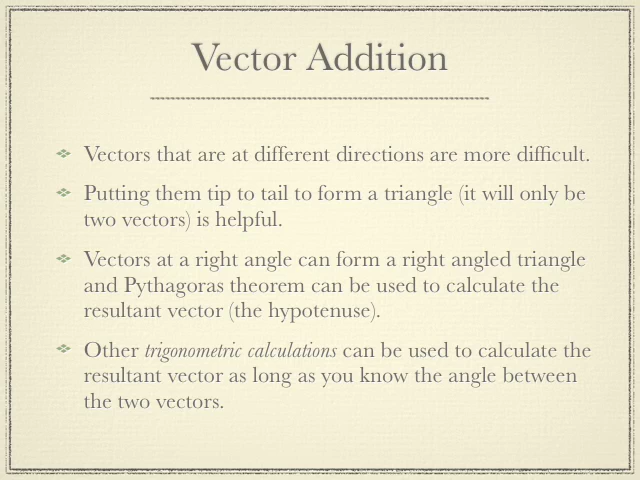 Vector Addition
Vectors that are at different directions are more difficult.
Putting them tip to tail to form a triangle (it will only be
two vectors) is helpful.
Vectors at a right angle can form a right angled triangle
and Pythagoras theorem can be used to calculate the
resultant vector (the hypotenuse).
Other trigonometric calculations can be used to calculate the
resultant vector as long as you know the angle between
the two vectors.